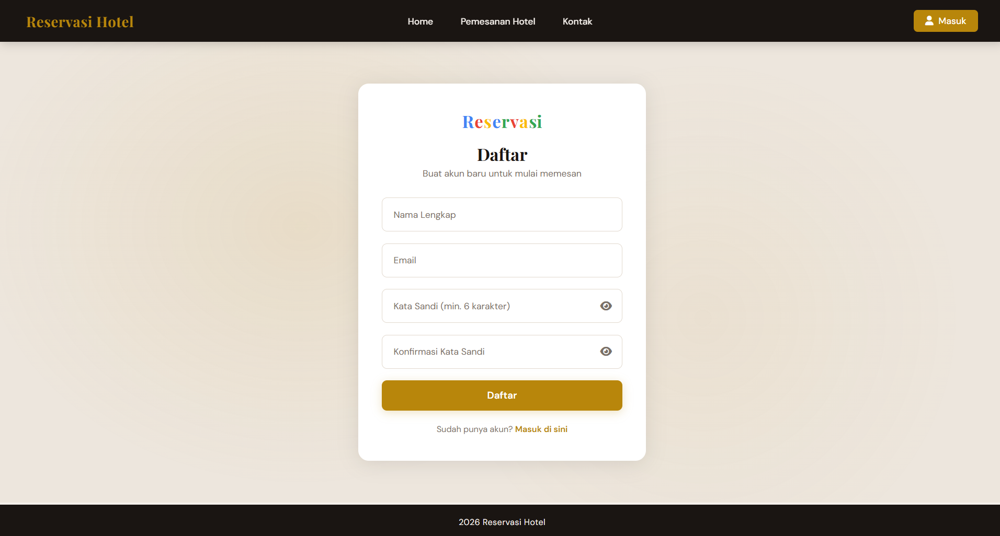 Reservasi Hotel
Home
Pemesanan Hotel
Kontak
Masuk
Reservasi
Daftar
Buat akun baru untuk mulai memesan
Nama Lengkap
Email
Kata Sandi (min. 6 karakter)
Konfirmasi Kata Sandi
Daftar
Sudah punya akun? Masuk di sini
2026 Reservasi Hotel